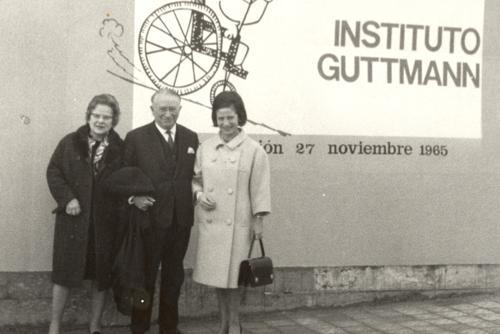 INSTITUTO
GUTTMANN
ión 27 noviembre 1965